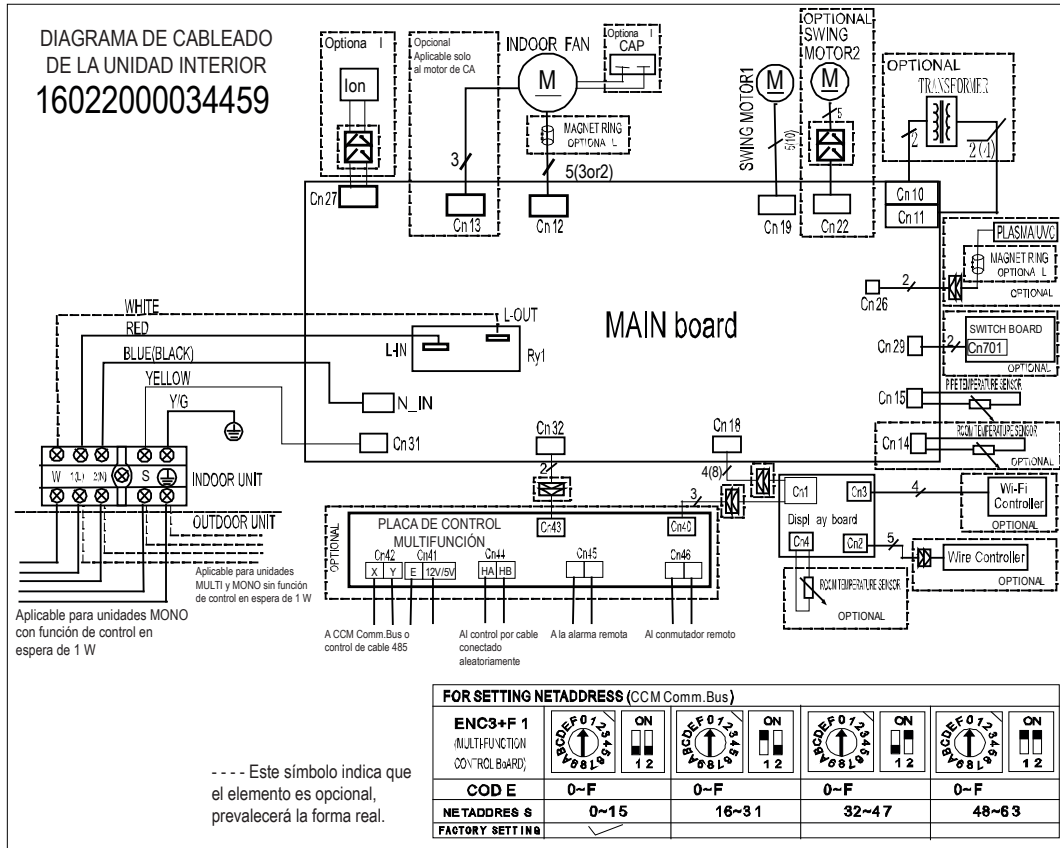 DIAGRAMA DE CABLEADO
DE LA UNIDAD INTERIOR
16022000034459
Optiona l
Ion
Cn27
Opcional
Aplicable solo
al motor de CA
3
Cn13
INDOOR FAN
M
Optiona l
CAP
MAGNET RING
OPTIONA L
5(3or2)
Cn12
SWING MOTOR1
M
5(10)
Cn19
OPTIONAL
SWING
MOTOR2
M
5
Cn22
OPTIONAL
TRANSFORMER
2
2(4)
Cn10
Cn11
PLASMA/UVC
MAGNET RING
OPTIONA L
OPTIONAL
2
Cn26
MAIN board
SWITCH BOARD
Cn701
OPTIONAL
2
Cn29
PIPE TEMPERATURE SENSOR
Cn15
ROOM TEMPERATURE SENSOR
Cn14
OPTIONAL
WHITE
RED
BLUE(BLACK)
YELLOW
Y/G
L-OUT
L-IN
Ry1
N_IN
Cn31
W 1(L) 2(N) S
INDOOR UNIT
OUTDOOR UNIT
Aplicable para unidades
MULTI y MONO sin función
de control en espera de 1 W
Aplicable para unidades MONO
con función de control en
espera de 1 W
Cn32
2
Cn18
4(8)
3
OPTIONAL
PLACA DE CONTROL
MULTIFUNCIÓN
Cn43
Cn40
Cn42 Cn41 Cn44 Cn45 Cn46
X Y E 12V/5V HA HB
A CCM Comm.Bus o
control de cable 485
Al control por cable
conectado
aleatoriamente
A la alarma remota
Al conmutador remoto
Cn1
Cn3
Displ ay board
Cn4
Cn2
4
Wi-Fi
Controller
OPTIONAL
5
Wire Controller
OPTIONAL
ROOM TEMPERATURE SENSOR
OPTIONAL
- - - - Este símbolo indica que
el elemento es opcional,
prevalecerá la forma real.
FOR SETTING NETADDRESS (CCM Comm.Bus)
ENC3+F 1
(MULTI-FUNCTION
CONTROL BoARD)
0123456789ABCDEF ON 1 2
0123456789ABCDEF ON 1 2
0123456789ABCDEF ON 1 2
0123456789ABCDEF ON 1 2
COD E 0~F 0~F 0~F 0~F
NETADDRES S 0~15 16~31 32~47 48~63
FACTORY SETTING